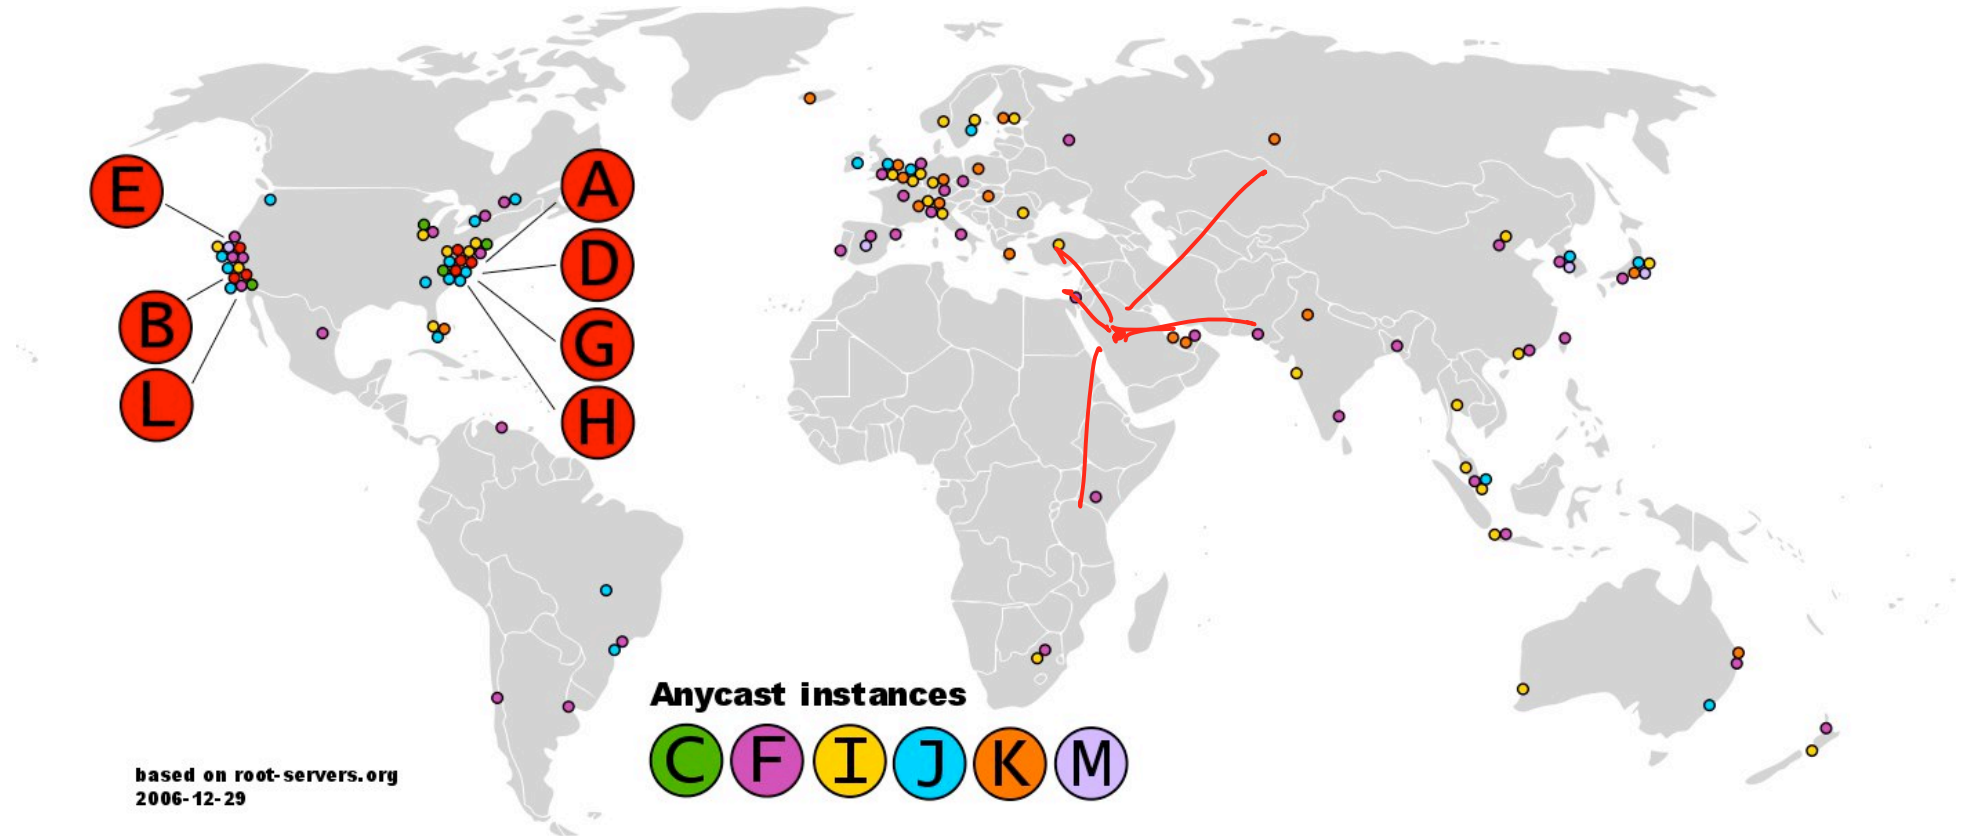 E
A
D
B
G
L
H
Anycast instances
C F I J K M
based on root-servers.org
2006-12-29